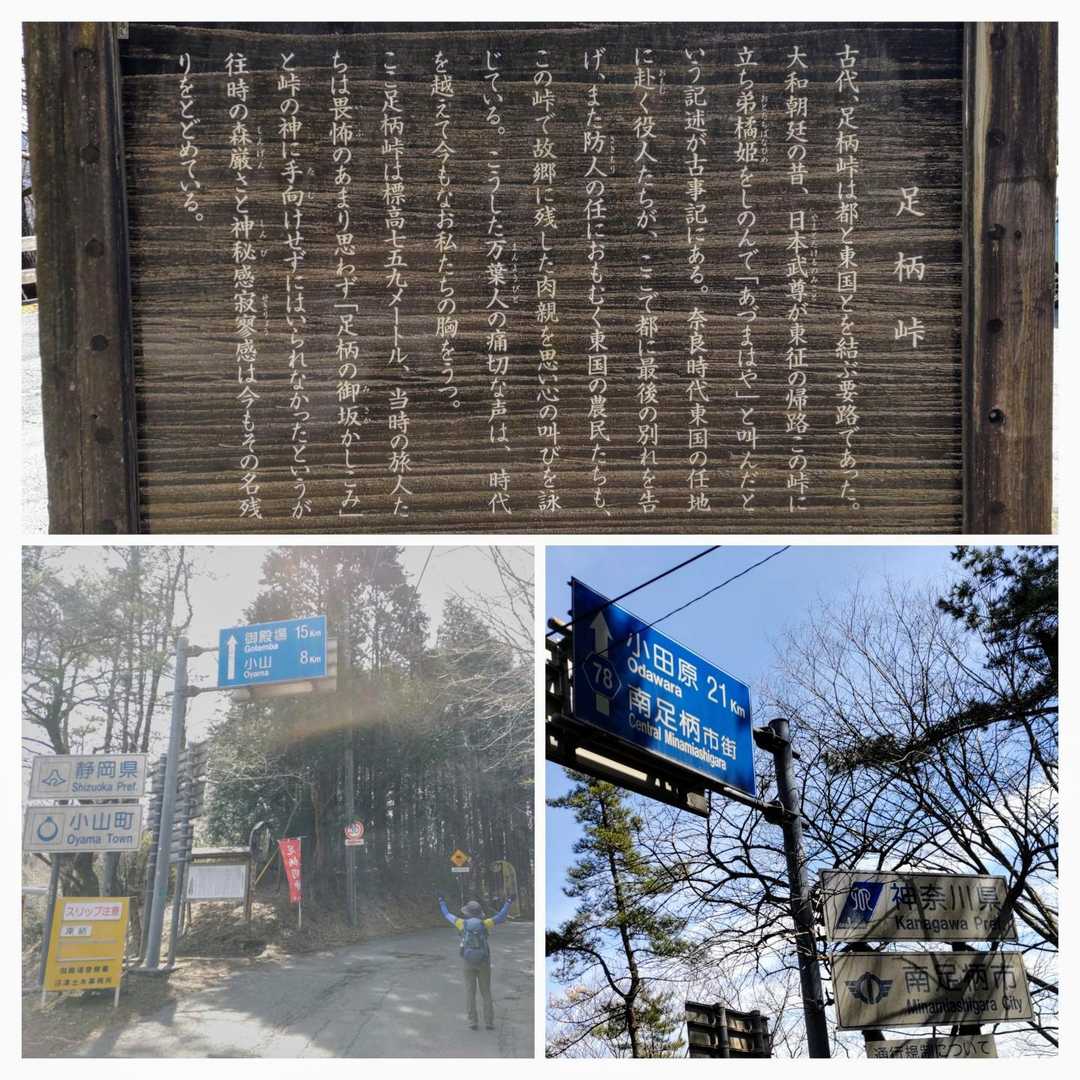 足柄峠
古代、足柄峠は都と東国とを結ぶ要路であった。
大和朝廷の昔、日本武尊が東征の帰路この峠に
立ち弟橘姫をしのんで「あづまはや」と叫んだと
いう記述が古事記にある。奈良時代東国の任地
に赴く役人たちが、ここで都に最後の別れを告
げ、また防人の任におもむく東国の農民たちも、
この峠で故郷に残した肉親を思い心の叫びを詠
じている。こうした万葉人の痛切な声は、時代
を越えて今もなお私たちの胸をうつ。
ここ足柄峠は標高七五九メートル、当時の旅人た
ちは畏怖のあまり思わず「足柄の御坂かしこみ」
と峠の神に手向けせずにはいられなかったというが
往時の森厳さと神秘感寂寥感は今もその名残
りをとどめている。
御殿場 15Km
Gotemba
小山 8Km
Oyama
静岡県
Shizuoka Pref.
小山町
Oyama Town
スリップ注意
凍結
小田原 21Km
Odawara
78
南足柄市街
Central Minamiashigara
神奈川県
Kanagawa Pref.
南足柄市
Minamiashigara City
通行規制について